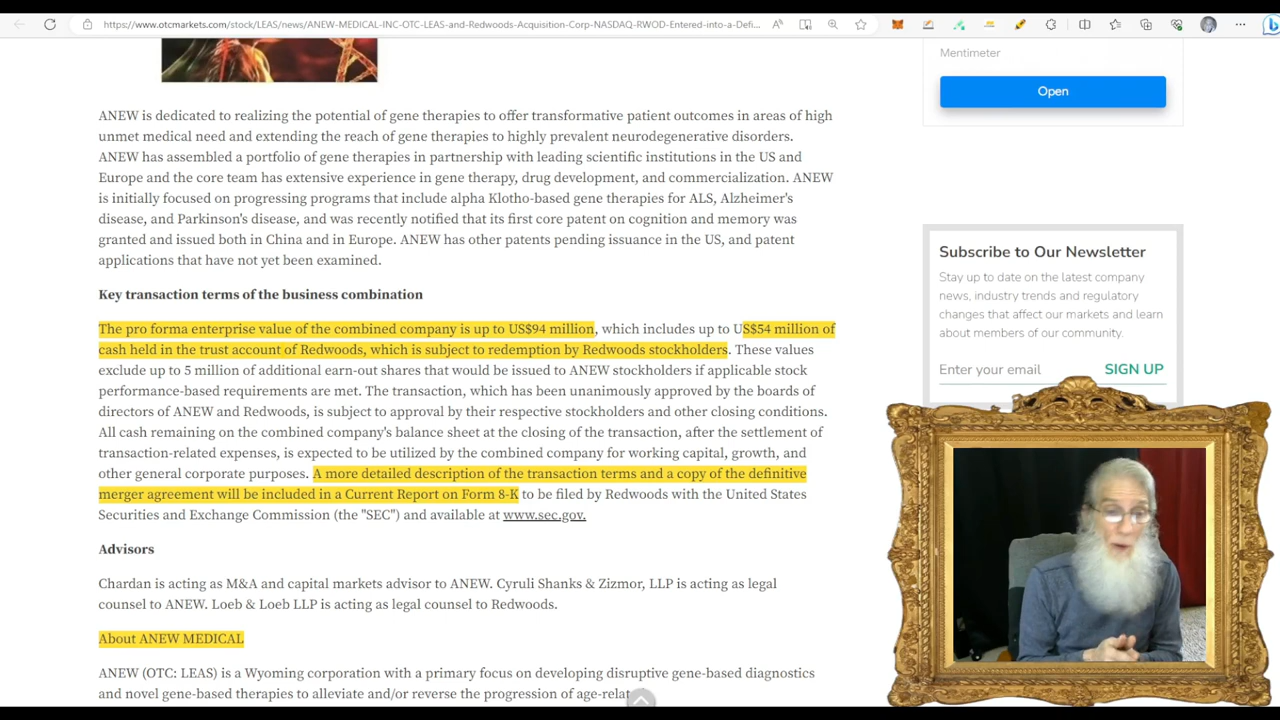 https://www.otcmarkets.com/stock/LEAS/news/ANEW-MEDICAL-INC-OTC-LEAS-and-Redwoods-Acquisition-Corp-NASDAQ-RWOD-Entered-into-a-Defi...
Mentimeter
Open
ANEW is dedicated to realizing the potential of gene therapies to offer transformative patient outcomes in areas of high
unmet medical need and extending the reach of gene therapies to highly prevalent neurodegenerative disorders.
ANEW has assembled a portfolio of gene therapies in partnership with leading scientific institutions in the US and
Europe and the core team has extensive experience in gene therapy, drug development, and commercialization. ANEW
is initially focused on progressing programs that include alpha Klotho-based gene therapies for ALS, Alzheimer's
disease, and Parkinson's disease, and was recently notified that its first core patent on cognition and memory was
granted and issued both in China and in Europe. ANEW has other patents pending issuance in the US, and patent
applications that have not yet been examined.
Key transaction terms of the business combination
The pro forma enterprise value of the combined company is up to US$94 million, which includes up to US$54 million of
cash held in the trust account of Redwoods, which is subject to redemption by Redwoods stockholders. These values
exclude up to 5 million of additional earn-out shares that would be issued to ANEW stockholders if applicable stock
performance-based requirements are met. The transaction, which has been unanimously approved by the boards of
directors of ANEW and Redwoods, is subject to approval by their respective stockholders and other closing conditions.
All cash remaining on the combined company's balance sheet at the closing of the transaction, after the settlement of
transaction-related expenses, is expected to be utilized by the combined company for working capital, growth, and
other general corporate purposes. A more detailed description of the transaction terms and a copy of the definitive
merger agreement will be included in a Current Report on Form 8-K to be filed by Redwoods with the United States
Securities and Exchange Commission (the "SEC") and available at www.sec.gov.
Advisors
Chardan is acting as M&A and capital markets advisor to ANEW. Cyruli Shanks & Zizmor, LLP is acting as legal
counsel to ANEW. Loeb & Loeb LLP is acting as legal counsel to Redwoods.
About ANEW MEDICAL
ANEW (OTC: LEAS) is a Wyoming corporation with a primary focus on developing disruptive gene-based diagnostics
and novel gene-based therapies to alleviate and/or reverse the progression of age-relat
Subscribe to Our Newsletter
Stay up to date on the latest company
news, industry trends and regulatory
changes that affect our markets and learn
about members of our community.
Enter your email
SIGN UP